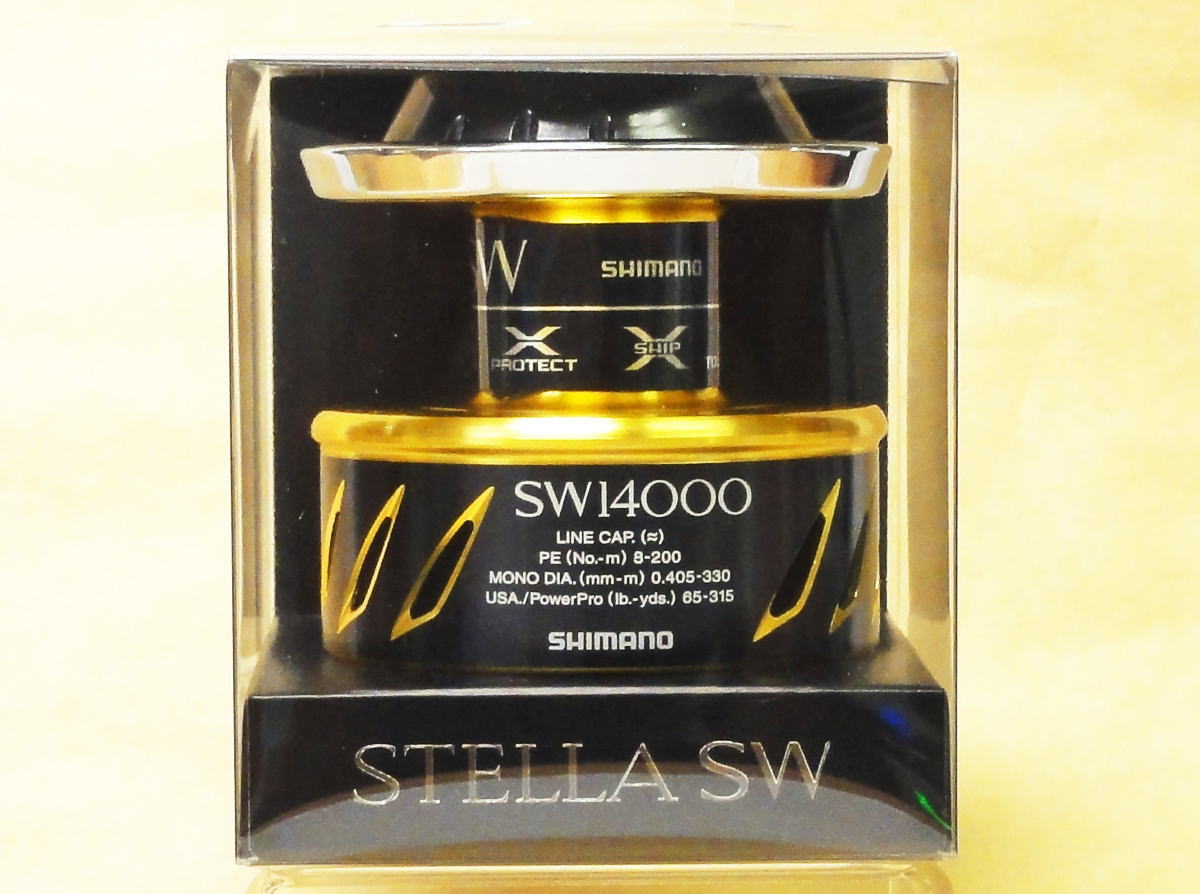 W SHIMANO
X PROTECT X SHIP
SW14000
LINE CAP. (≈)
PE (No.-m) 8-200
MONO DIA. (mm-m) 0.405-330
USA./PowerPro (lb.-yds.) 65-315
SHIMANO
STELLA SW